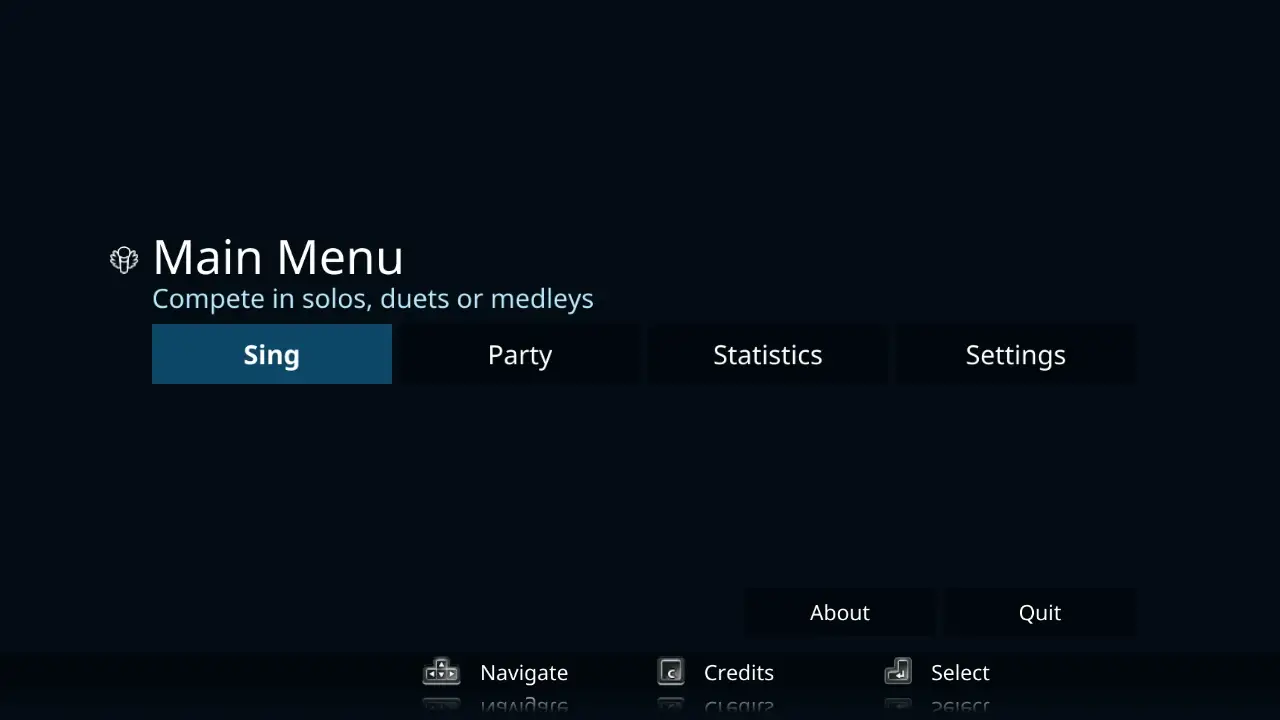 Main Menu
Compete in solos, duets or medleys
Sing Party Statistics Settings
About Quit
Navigate C Credits Select